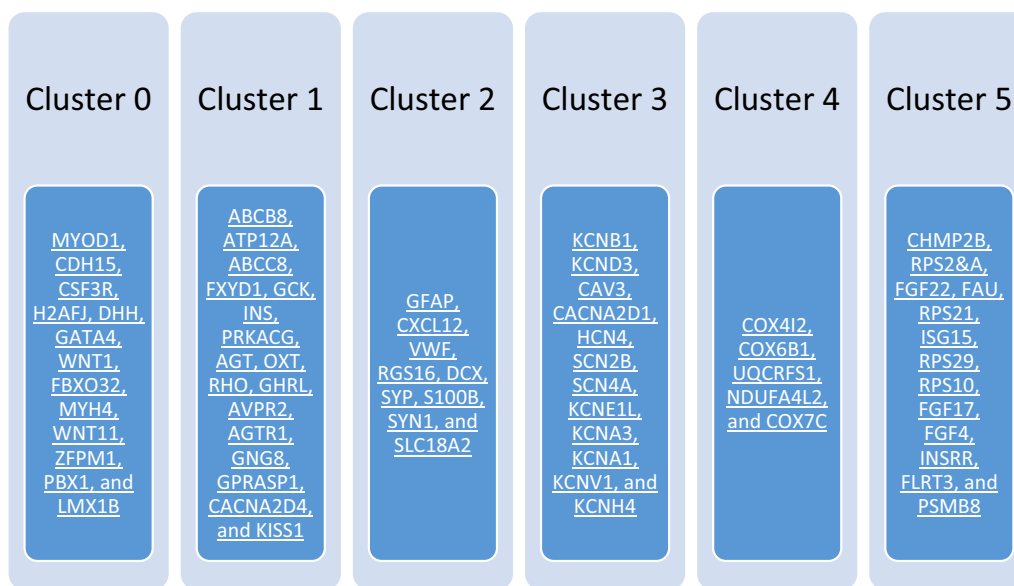 Cluster 0
MYOD1,
CDH15,
CSF3R,
H2AFJ, DHH,
GATA4,
WNT1,
FBXO32,
MYH4,
WNT11,
ZFPM1,
PBX1, and
LMX1B
Cluster 1
ABCB8,
ATP12A,
ABCC8,
FXYD1, GCK,
INS,
PRKACG,
AGT, OXT,
RHO, GHRL,
AVPR2,
AGTR1,
GNG8,
GPRASP1,
CACNA2D4,
and KISS1
Cluster 2
GFAP,
CXCL12,
VWF,
RGS16, DCX,
SYP, S100B,
SYN1, and
SLC18A2
Cluster 3
KCNB1,
KCND3,
CAV3,
CACNA2D1,
HCN4,
SCN2B,
SCN4A,
KCNE1L,
KCNA3,
KCNA1,
KCNV1, and
KCNH4
Cluster 4
COX4I2,
COX6B1,
UQCRFS1,
NDUFA4L2,
and COX7C
Cluster 5
CHMP2B,
RPS2&A,
FGF22, FAU,
RPS21,
ISG15,
RPS29,
RPS10,
FGF17,
FGF4,
INSRR,
FLRT3, and
PSMB8